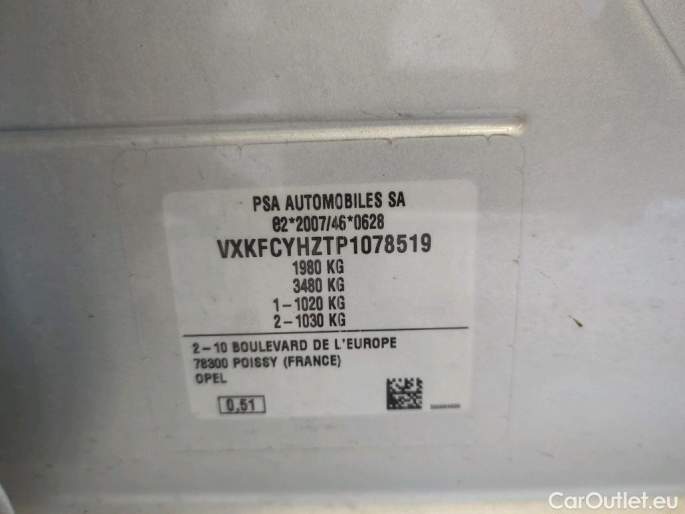 PSA AUTOMOBILES SA
e2*2007/46*0628
VXKFCYHZTP1078519
1980 KG
3480 KG
1-1020 KG
2-1030 KG
2-10 BOULEVARD DE L'EUROPE
78300 POISSY (FRANCE)
OPEL
0.51
CarOutlet.eu